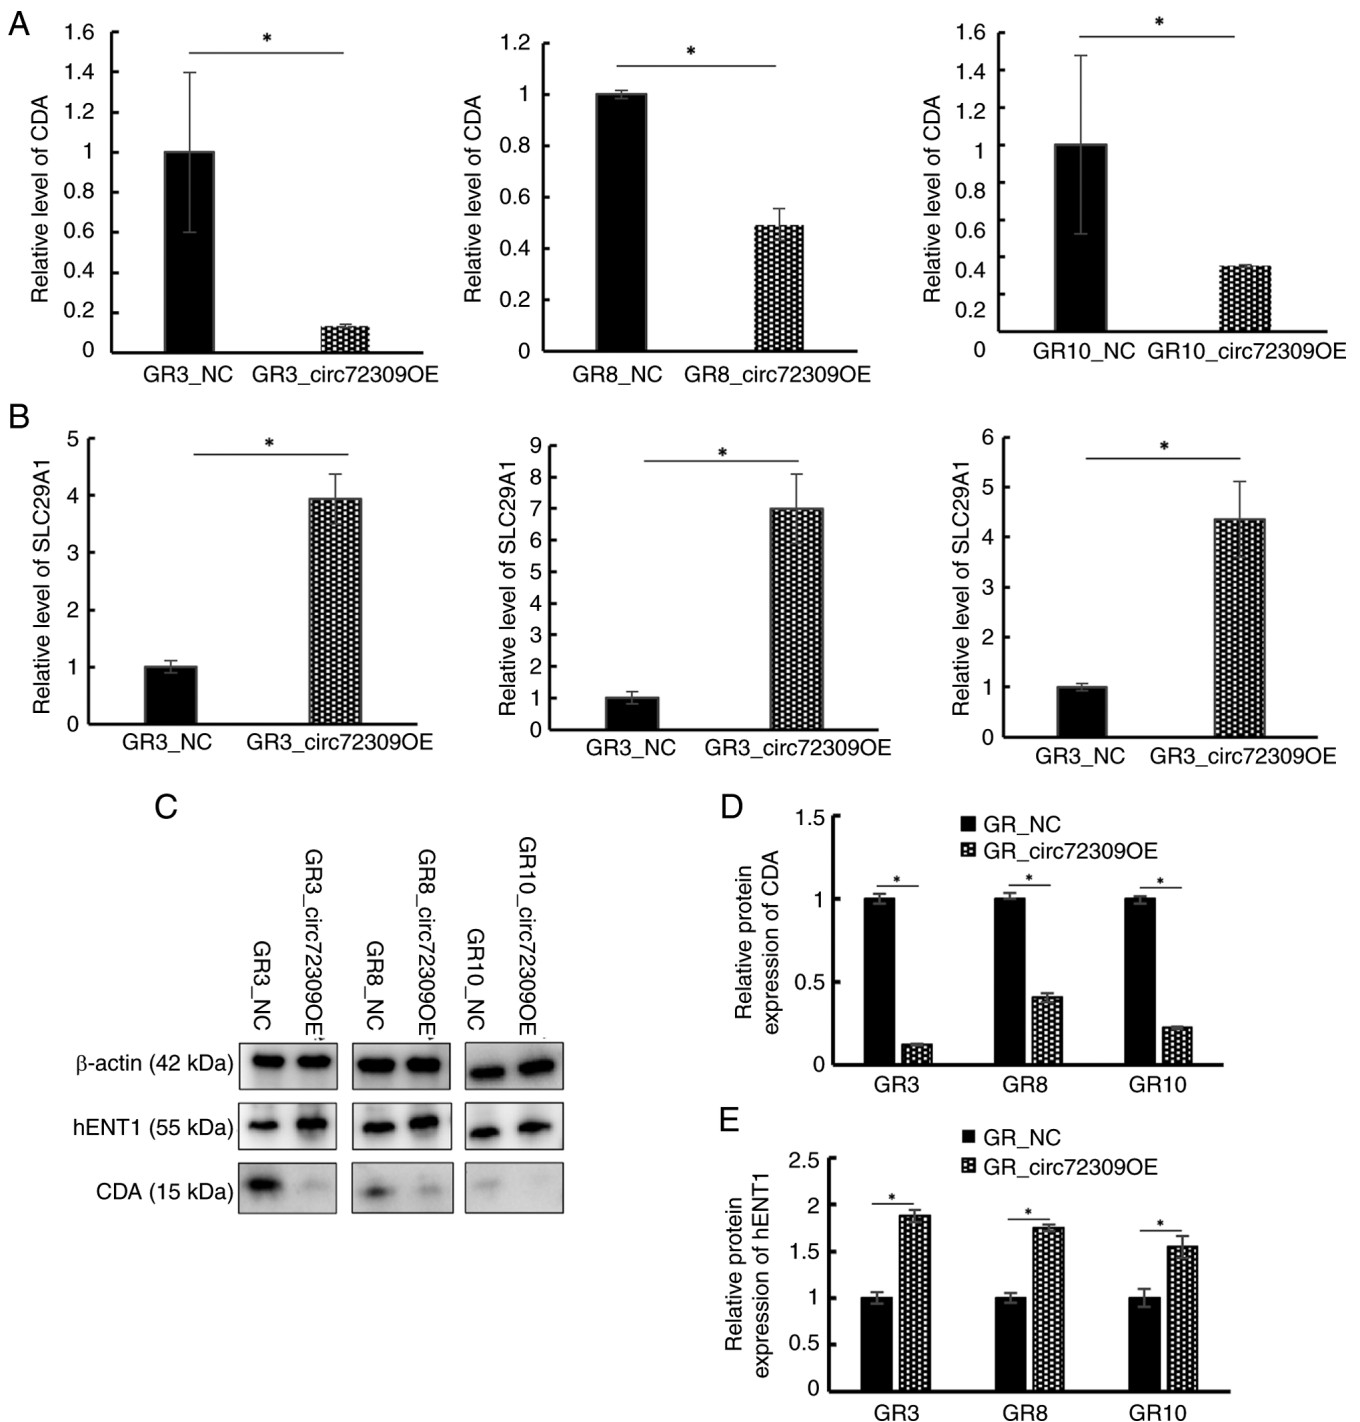 A
Relative level of CDA
1.6
1.4
1.2
1
0.8
0.6
0.4
0.2
0
*
GR3_NC GR3_circ72309OE
Relative level of CDA
1.2
1
0.8
0.6
0.4
0.2
0
*
GR8_NC GR8_circ72309OE
Relative level of CDA
1.6
1.4
1.2
1
0.8
0.6
0.4
0.2
0
*
GR10_NC GR10_circ72309OE
B
Relative level of SLC29A1
5
4
3
2
1
0
*
GR3_NC GR3_circ72309OE
Relative level of SLC29A1
9
8
7
6
5
4
3
2
1
0
*
GR3_NC GR3_circ72309OE
Relative level of SLC29A1
6
5
4
3
2
1
0
*
GR3_NC GR3_circ72309OE
C
GR3_NC
GR3_circ72309OE
GR8_NC
GR8_circ72309OE
GR10_NC
GR10_circ72309OE
β-actin (42 kDa)
hENT1 (55 kDa)
CDA (15 kDa)
D
Relative protein
expression of CDA
1.5
1
0.5
0
GR_NC
GR_circ72309OE
*
*
*
GR3 GR8 GR10
E
Relative protein
expression of hENT1
2.5
2
1.5
1
0.5
0
GR_NC
GR_circ72309OE
*
*
*
GR3 GR8 GR10